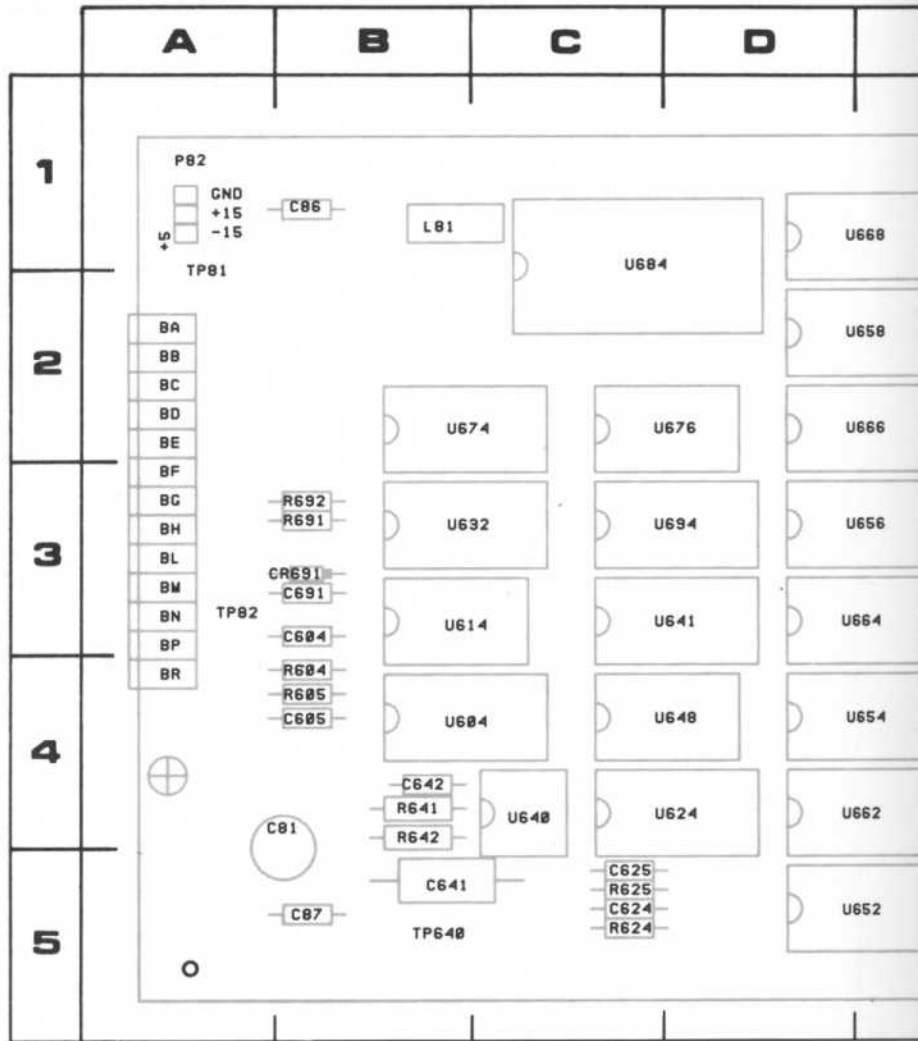 A B C D
1
P82
GND
+15
-15
+5
TP81
C86
L81
U684
U668
2
BA
BB
BC
BD
BE
BF
U674
U676
U658
U666
3
BG
BH
BL
BM
BN
BP
TP82
R692
R691
CR691
C691
C604
U632
U614
U694
U641
U656
U664
4
BR
R604
R605
C605
U604
U648
U654
C642
R641
R642
C81
U640
U624
U662
5
C87
C641
TP640
C625
R625
C624
R624
U652